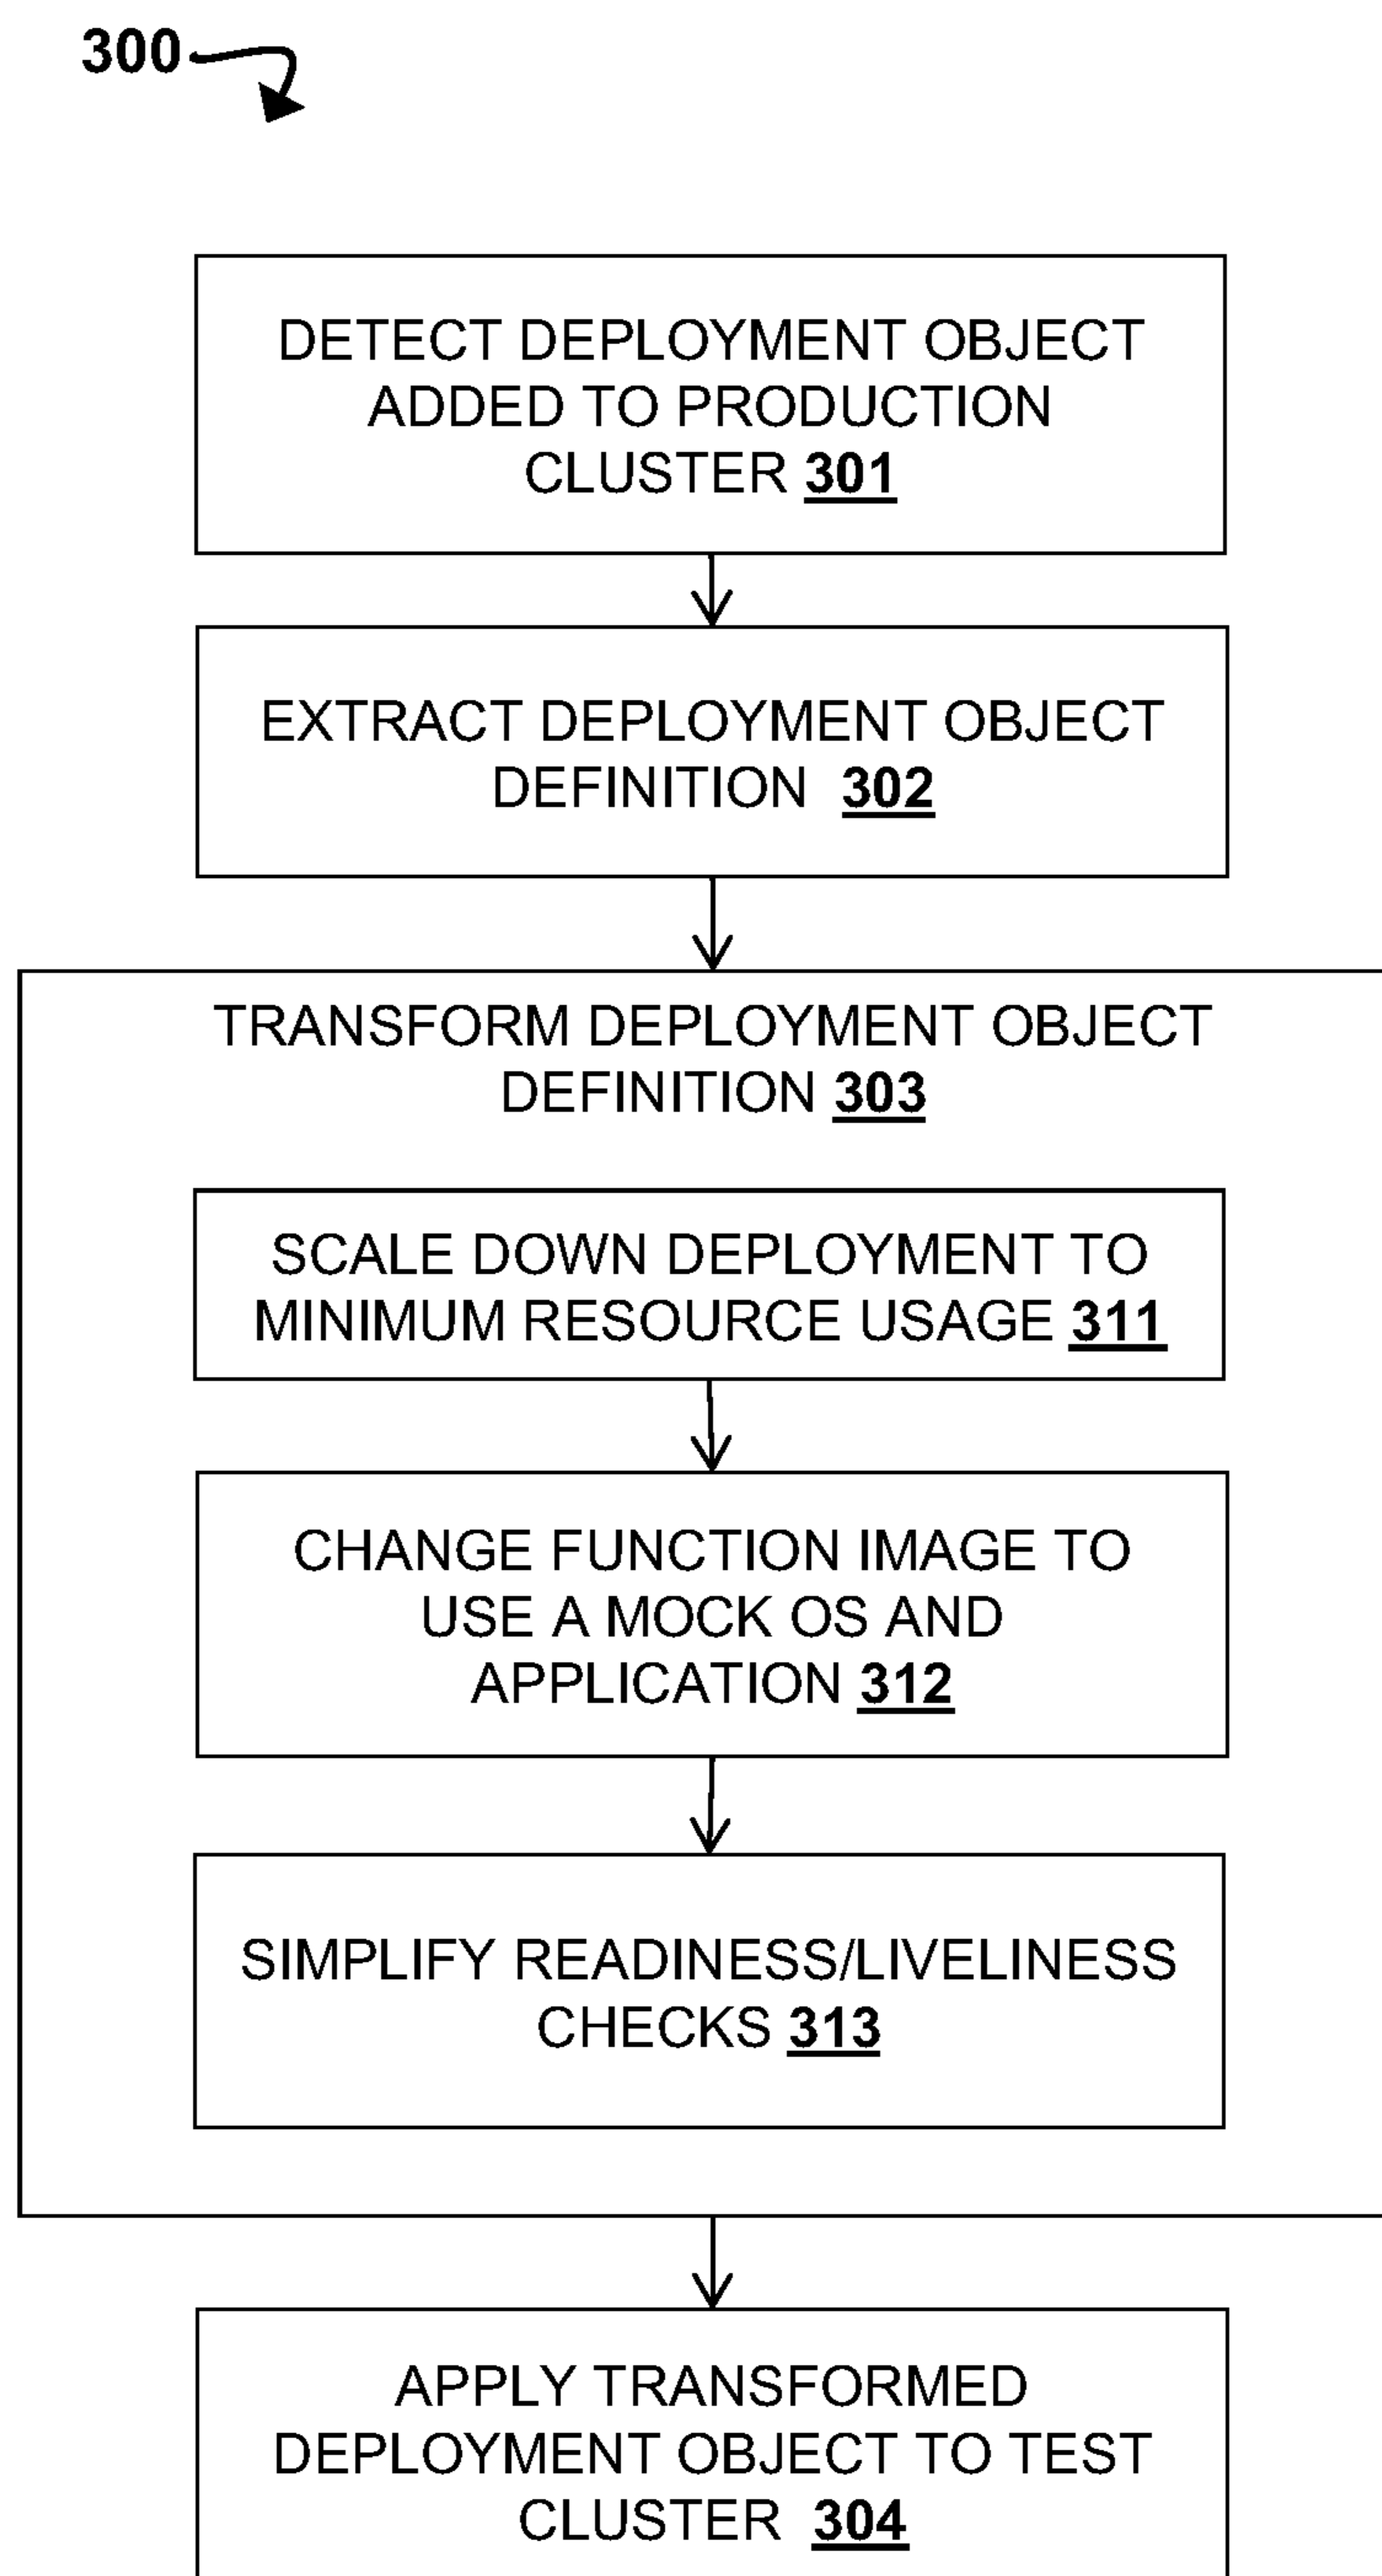 300
DETECT DEPLOYMENT OBJECT
ADDED TO PRODUCTION
CLUSTER 301
EXTRACT DEPLOYMENT OBJECT
DEFINITION 302
TRANSFORM DEPLOYMENT OBJECT
DEFINITION 303
SCALE DOWN DEPLOYMENT TO
MINIMUM RESOURCE USAGE 311
CHANGE FUNCTION IMAGE TO
USE A MOCK OS AND
APPLICATION 312
SIMPLIFY READINESS/LIVELINESS
CHECKS 313
APPLY TRANSFORMED
DEPLOYMENT OBJECT TO TEST
CLUSTER 304